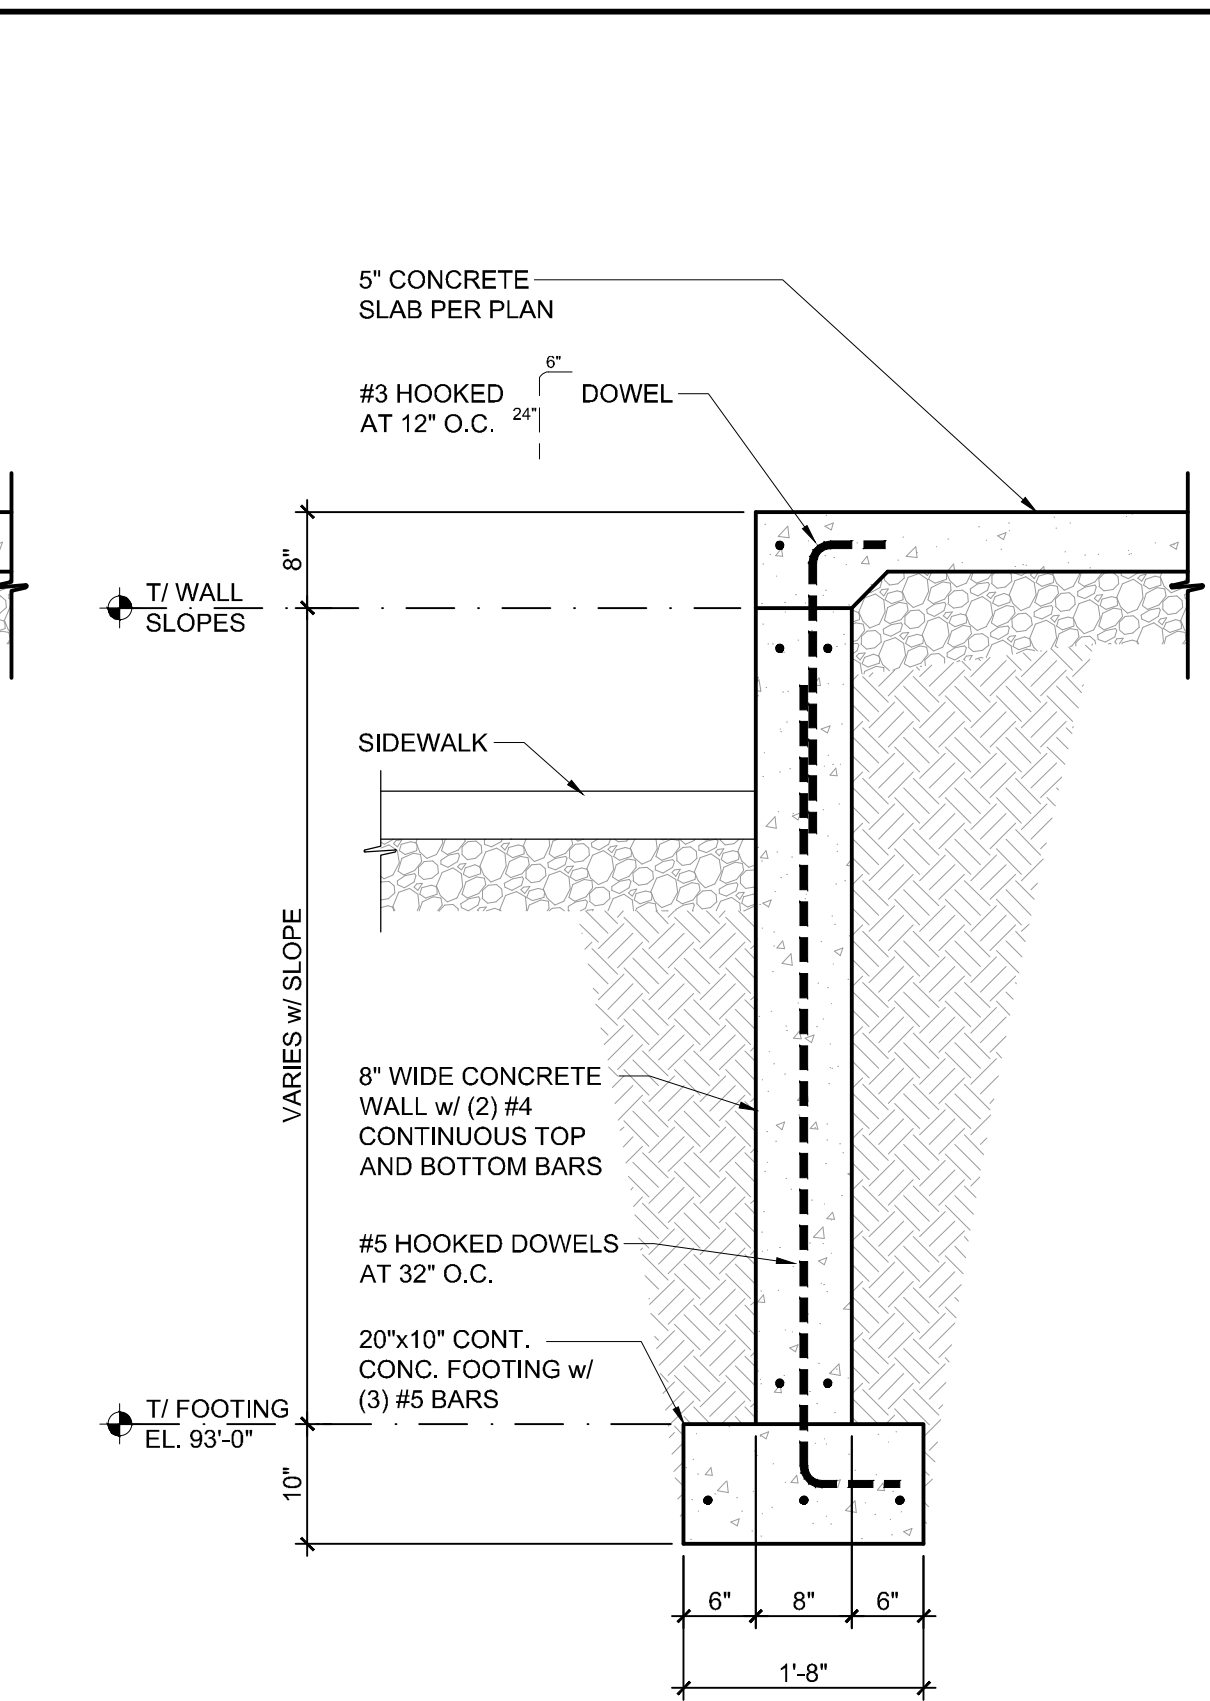 5" CONCRETE
SLAB PER PLAN
6"
#3 HOOKED DOWEL
AT 12" O.C. 24"
8"
T/ WALL
SLOPES
SIDEWALK
VARIES w/ SLOPE
8" WIDE CONCRETE
WALL w/ (2) #4
CONTINUOUS TOP
AND BOTTOM BARS
#5 HOOKED DOWELS
AT 32" O.C.
20"x10" CONT.
CONC. FOOTING w/
(3) #5 BARS
T/ FOOTING
EL. 93'-0"
10"
6" 8" 6"
1'-8"